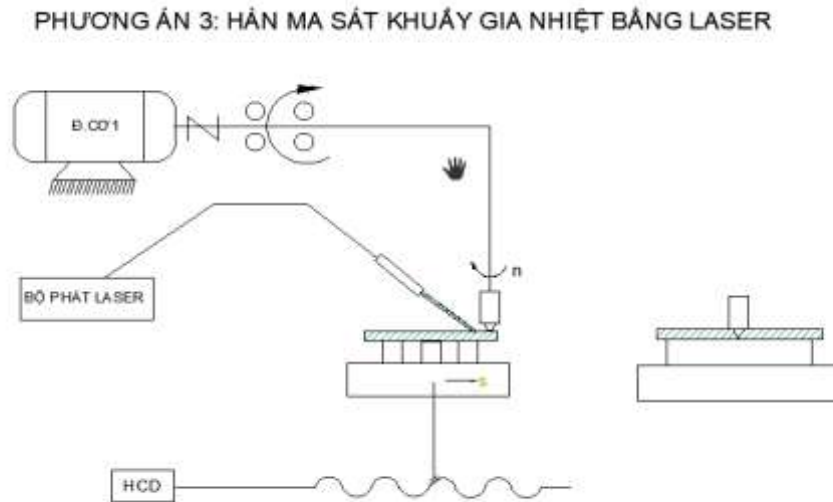 PHƯƠNG ÁN 3: HÀN MA SÁT KHUẤY GIA NHIỆT BẰNG LASER
Đ.CƠ1
n
BỘ PHÁT LASER
S
HCD